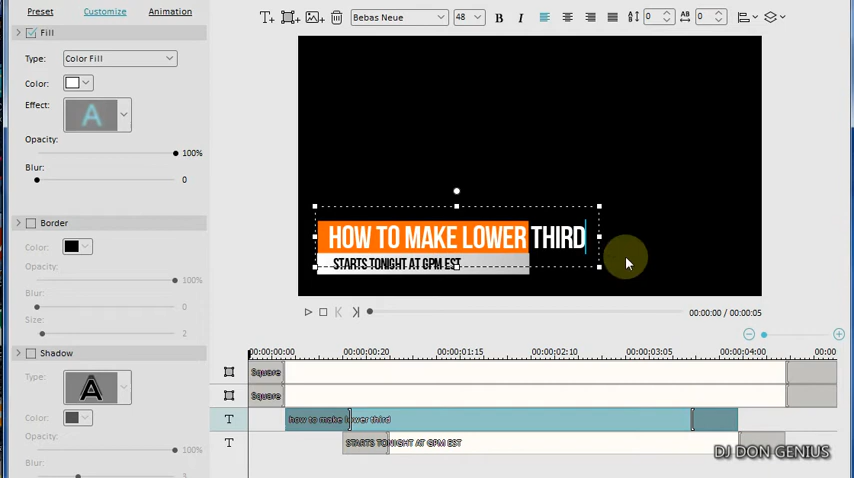 Preset Customize Animation
Bebas Neue 48 B I 0 AB 0
Fill
Type: Color Fill
Color:
Effect: A
Opacity:
100%
Blur:
0
Border
Color:
Opacity:
100%
Blur:
0
Size:
2
Shadow
Type: A
Color:
Opacity:
100%
Blur:
HOW TO MAKE LOWER THIRD
STARTS TONIGHT AT 6PM EST
00:00:00 / 00:00:05
00:00:00:00 00:00:00:20 00:00:01:15 00:00:02:10 00:00:03:05 00:00:04:00 00:00
Square
Square
T how to make lower third
T STARTS TONIGHT AT 6PM EST
DJ DON GENIUS